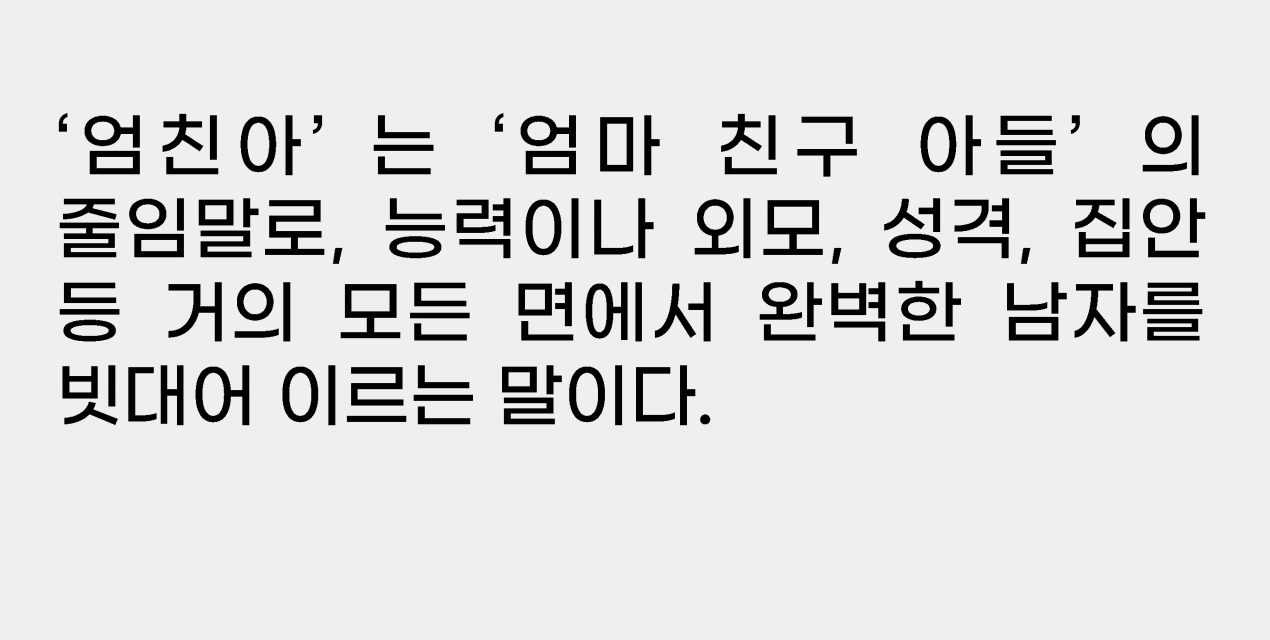 ‘엄친아’ 는 ‘엄마 친구 아들’ 의
줄임말로, 능력이나 외모, 성격, 집안
등 거의 모든 면에서 완벽한 남자를
빗대어 이르는 말이다.